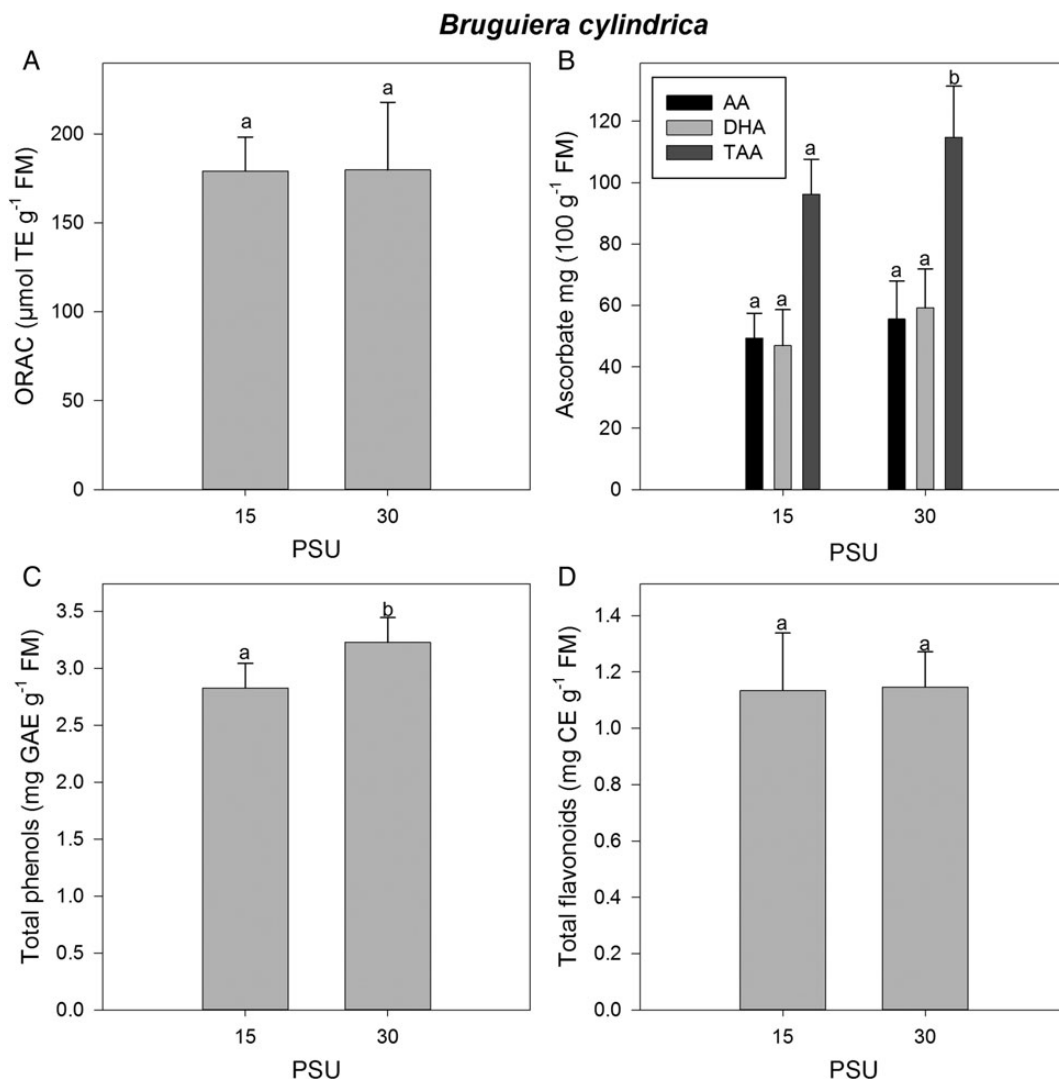 Bruguiera cylindrica
A
ORAC (µmol TE g⁻¹ FM)
200
150
100
50
0
a
a
15
30
PSU
B
Ascorbate mg (100 g⁻¹ FM)
120
100
80
60
40
20
0
AA
DHA
TAA
a
a
a
a
a
b
15
30
PSU
C
Total phenols (mg GAE g⁻¹ FM)
3.5
3.0
2.5
2.0
1.5
1.0
0.5
0.0
a
b
15
30
PSU
D
Total flavonoids (mg CE g⁻¹ FM)
1.4
1.2
1.0
0.8
0.6
0.4
0.2
0.0
a
a
15
30
PSU